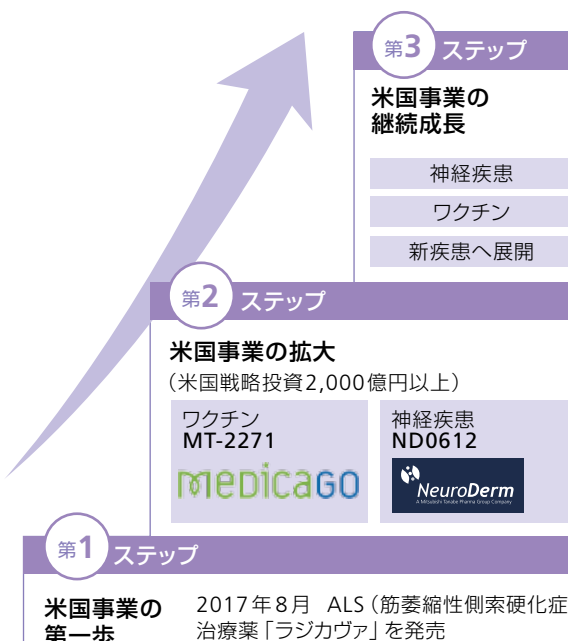 第3 ステップ
米国事業の
継続成長
神経疾患
ワクチン
新疾患へ展開
第2 ステップ
米国事業の拡大
（米国戦略投資2,000億円以上）
ワクチン
MT-2271
medicago
神経疾患
ND0612
NeuroDerm
A Mitsubishi Tanabe Pharma Group Company
第1 ステップ
米国事業の
第一歩
2017年8月 ALS（筋萎縮性側索硬化症
治療薬「ラジカヴァ」を発売